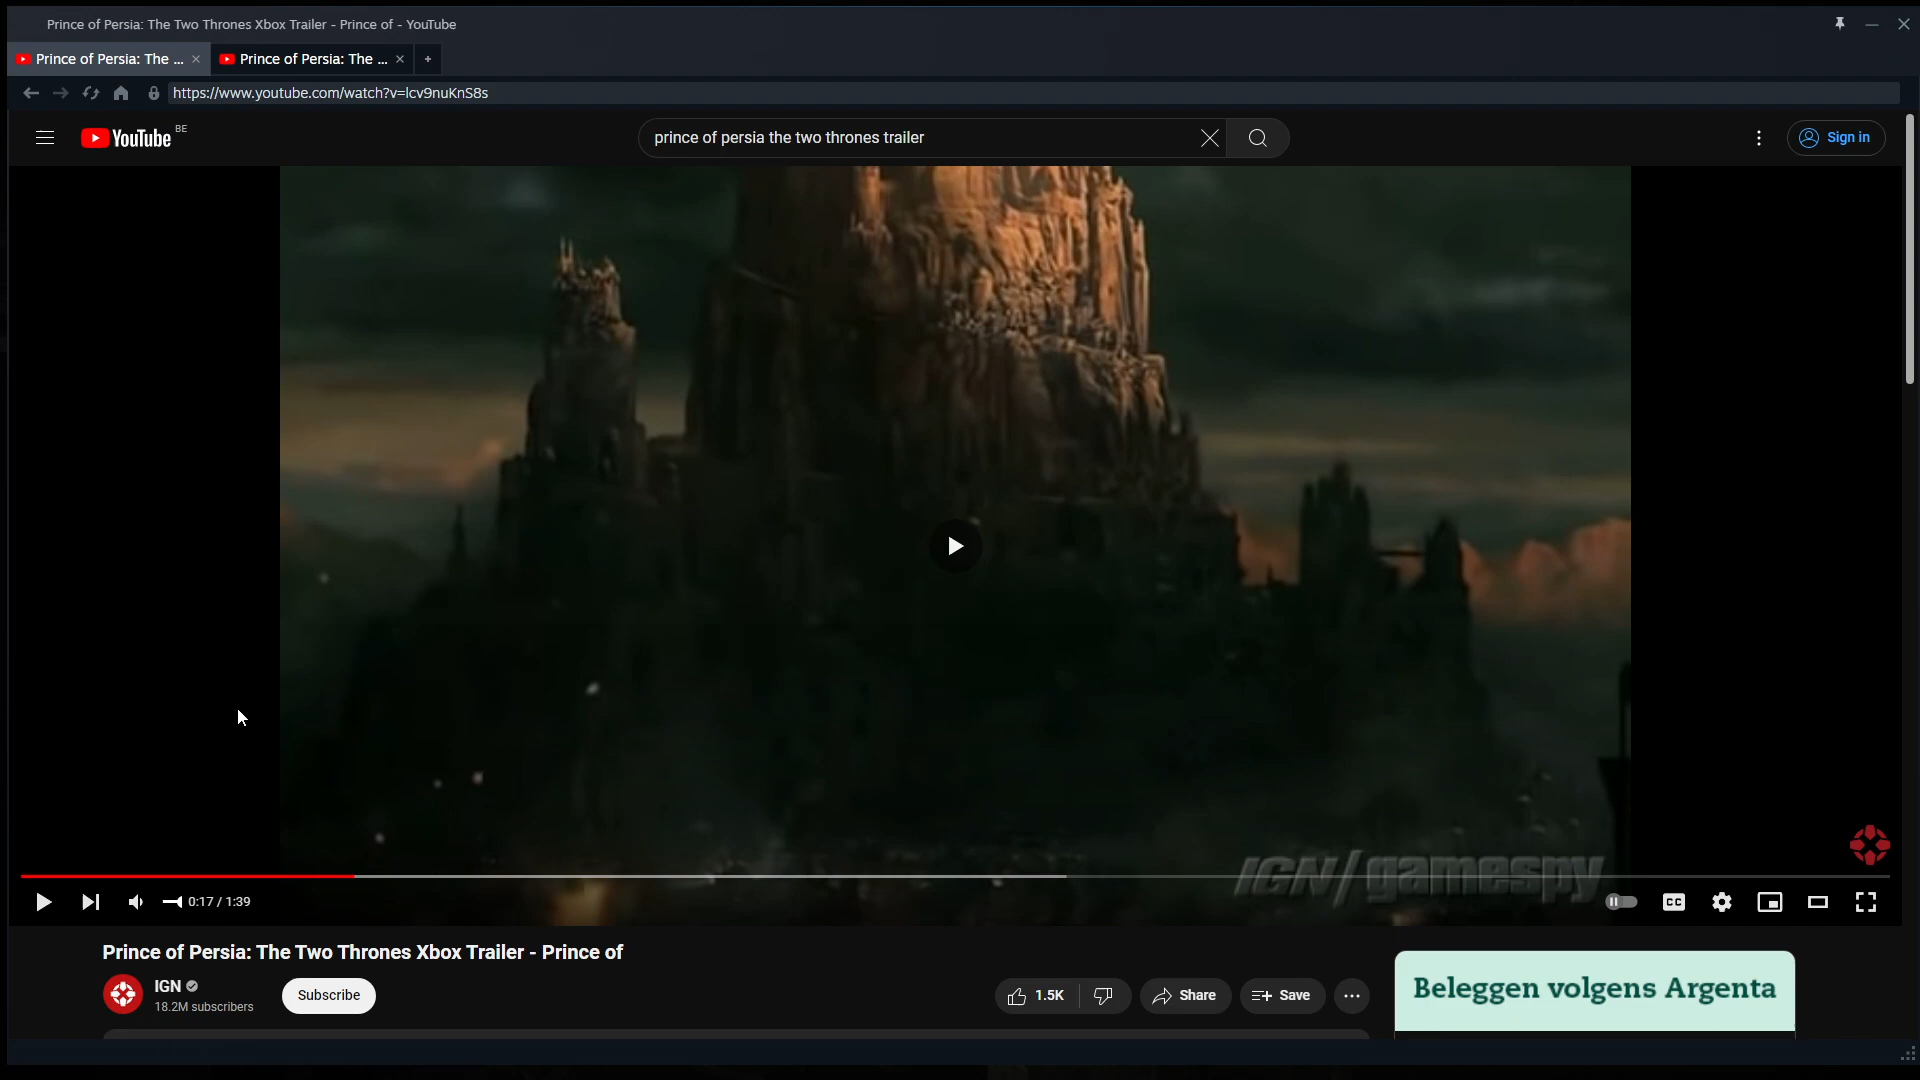 Prince of Persia: The Two Thrones Xbox Trailer - Prince of - YouTube
Prince of Persia: The ...
Prince of Persia: The ...
https://www.youtube.com/watch?v=lcv9nuKnS8s
YouTube BE
prince of persia the two thrones trailer
Sign in
IGN/gamespy
0:17 / 1:39
CC
Prince of Persia: The Two Thrones Xbox Trailer - Prince of
IGN
18.2M subscribers
Subscribe
1.5K
Share
Save
Beleggen volgens Argenta